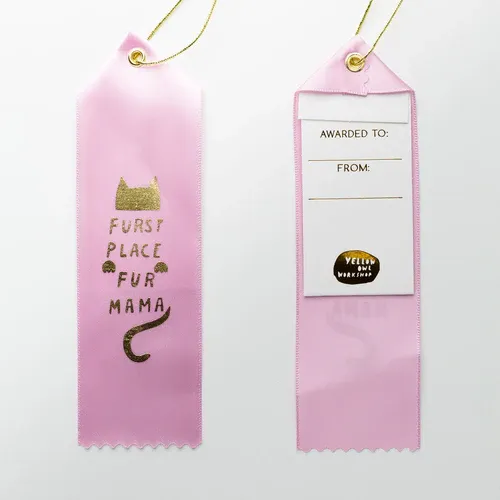 FURST
PLACE
FUR
MAMA
AWARDED TO:
FROM:
YELLOW
OWL
WORKSHOP